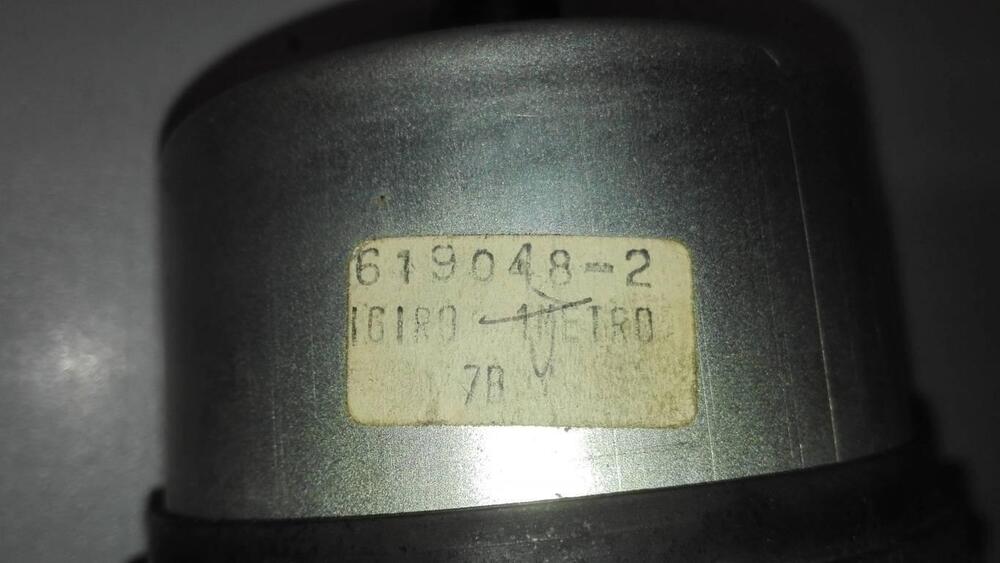 619048-2
1GIRO - 1METRO
7B